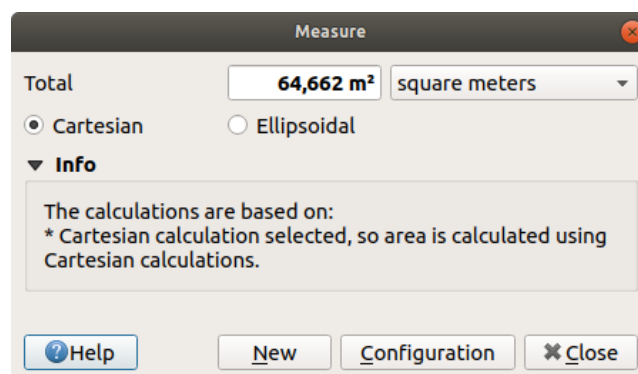 Measure
Total 64,662 m² square meters
Cartesian Ellipsoidal
Info
The calculations are based on:
* Cartesian calculation selected, so area is calculated using
Cartesian calculations.
Help New Configuration Close